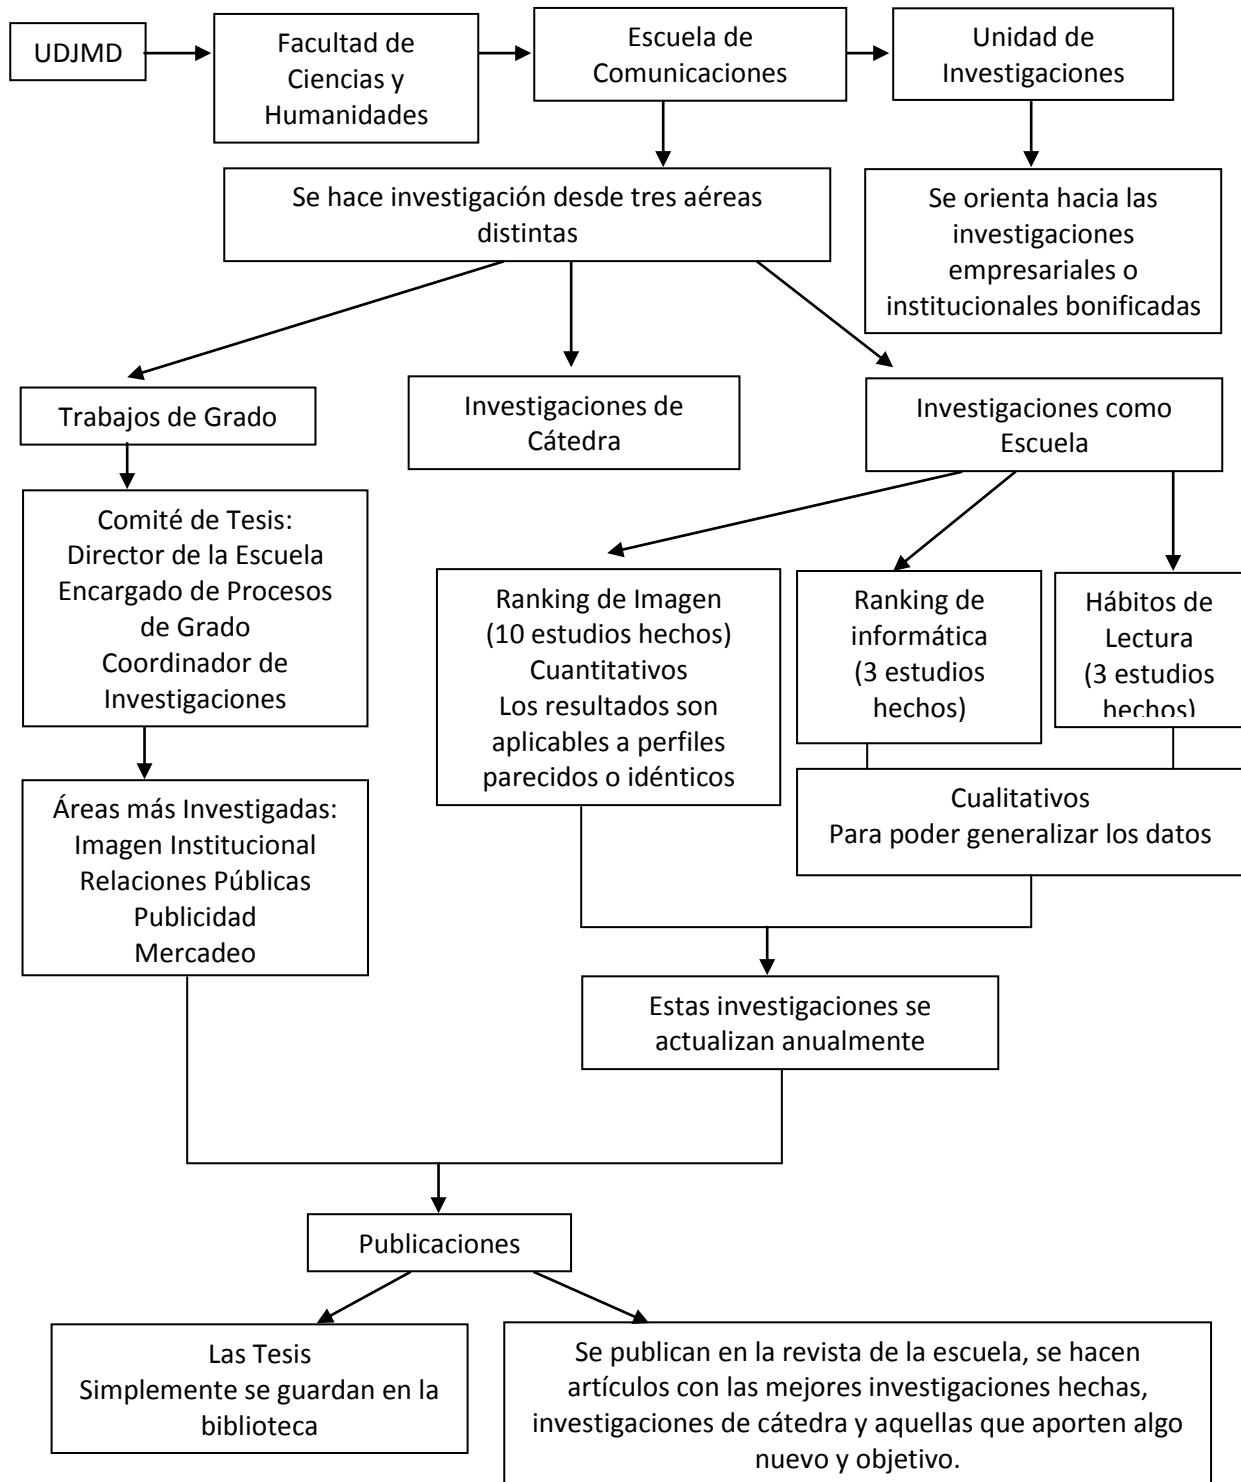 UDJMD
Facultad de
Ciencias y
Humanidades
Escuela de
Comunicaciones
Unidad de
Investigaciones
Se hace investigación desde tres aéreas
distintas
Se orienta hacia las
investigaciones
empresariales o
institucionales bonificadas
Trabajos de Grado
Investigaciones de
Cátedra
Investigaciones como
Escuela
Comité de Tesis:
Director de la Escuela
Encargado de Procesos
de Grado
Coordinador de
Investigaciones
Ranking de Imagen
(10 estudios hechos)
Cuantitativos
Los resultados son
aplicables a perfiles
parecidos o idénticos
Ranking de
informática
(3 estudios
hechos)
Hábitos de
Lectura
(3 estudios
hechos)
Cualitativos
Para poder generalizar los datos
Áreas más Investigadas:
Imagen Institucional
Relaciones Públicas
Publicidad
Mercadeo
Estas investigaciones se
actualizan anualmente
Publicaciones
Las Tesis
Simplemente se guardan en la
biblioteca
Se publican en la revista de la escuela, se hacen
artículos con las mejores investigaciones hechas,
investigaciones de cátedra y aquellas que aporten algo
nuevo y objetivo.